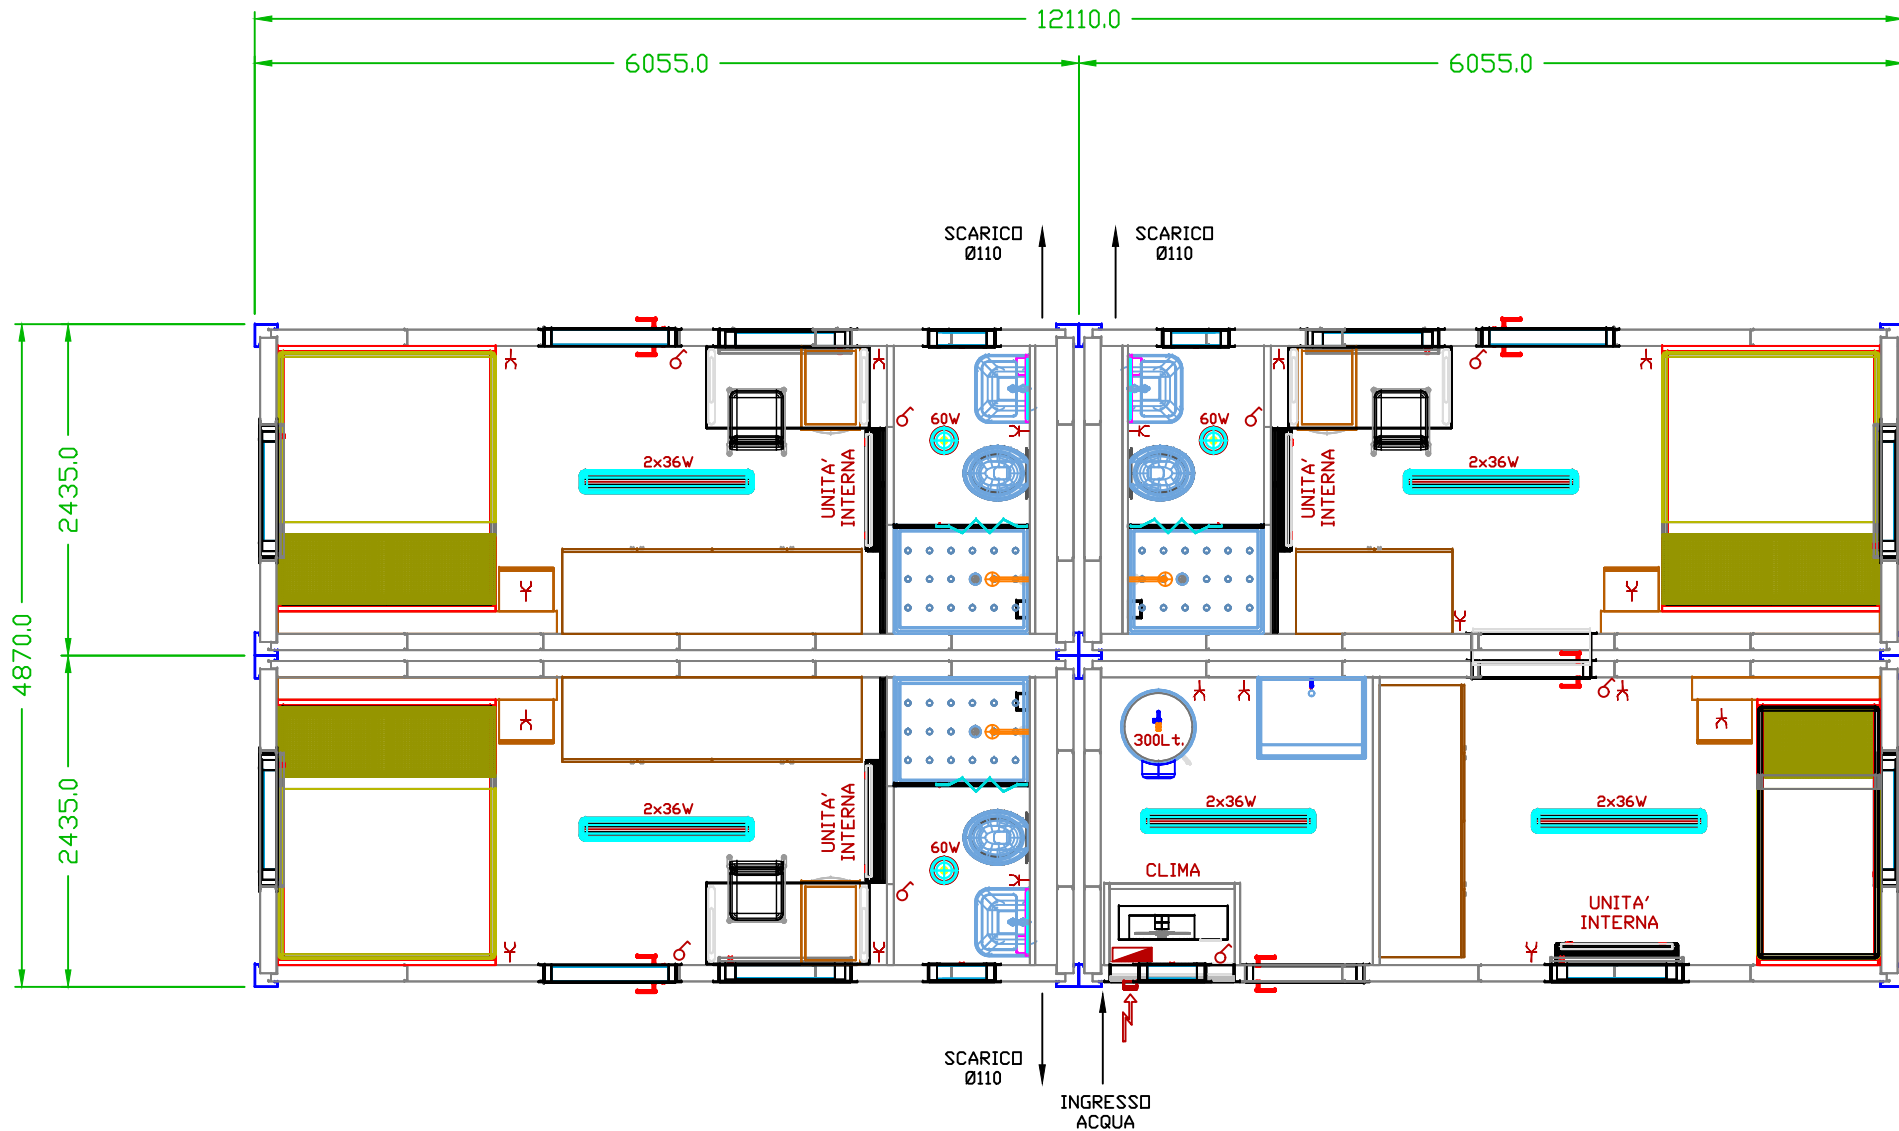 12110.0
6055.0
6055.0
SCARICO
Ø110
SCARICO
Ø110
4870.0
2435.0
2435.0
2x36W
UNITA'
INTERNA
60W
60W
UNITA'
INTERNA
2x36W
2x36W
UNITA'
INTERNA
60W
300Lt.
2x36W
2x36W
CLIMA
UNITA'
INTERNA
SCARICO
Ø110
INGRESSO
ACQUA